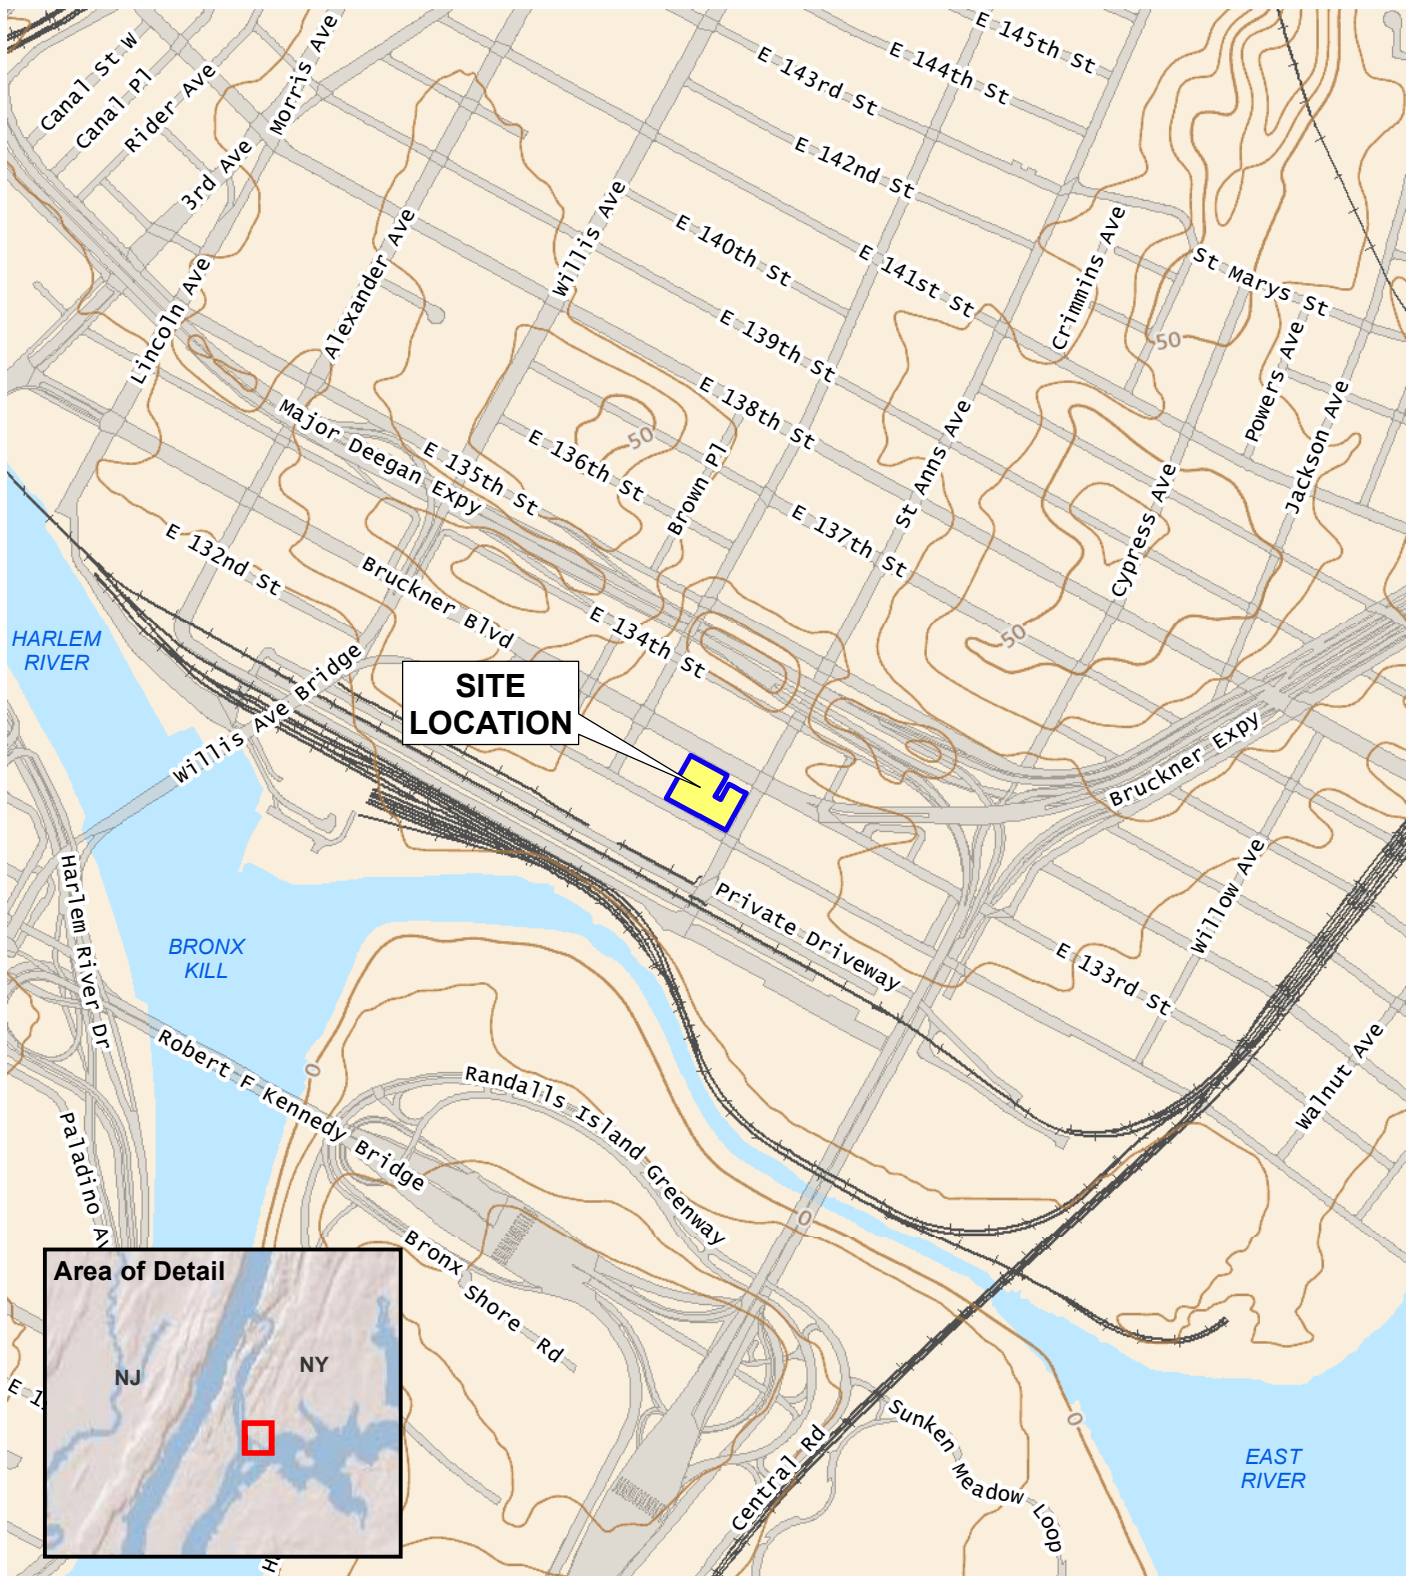 E 145th St
E 144th St
E 143rd St
Canal St W
Canal Pl
Rider Ave
Morris Ave
3rd Ave
E 142nd St
Willis Ave
Alexander Ave
Lincoln Ave
E 140th St
E 141st St
Crimmins Ave
St Marys St
50
E 139th St
Powers Ave
Jackson Ave
E 138th St
Major Deegan Expy
E 135th St
E 136th St
50
Brown Pl
St Anns Ave
E 137th St
Cypress Ave
E 132nd St
Bruckner Blvd
E 134th St
50
HARLEM
RIVER
Willis Ave Bridge
SITE
LOCATION
Bruckner Expy
Harlem River Dr
BRONX
KILL
Private Driveway
Willow Ave
E 133rd St
Walnut Ave
Robert F Kennedy Bridge
0
Randalls Island Greenway
Paladino Av
0
Bronx Shore Rd
Area of Detail
NJ
NY
Central Rd
Sunken Meadow Loop
0
EAST
RIVER